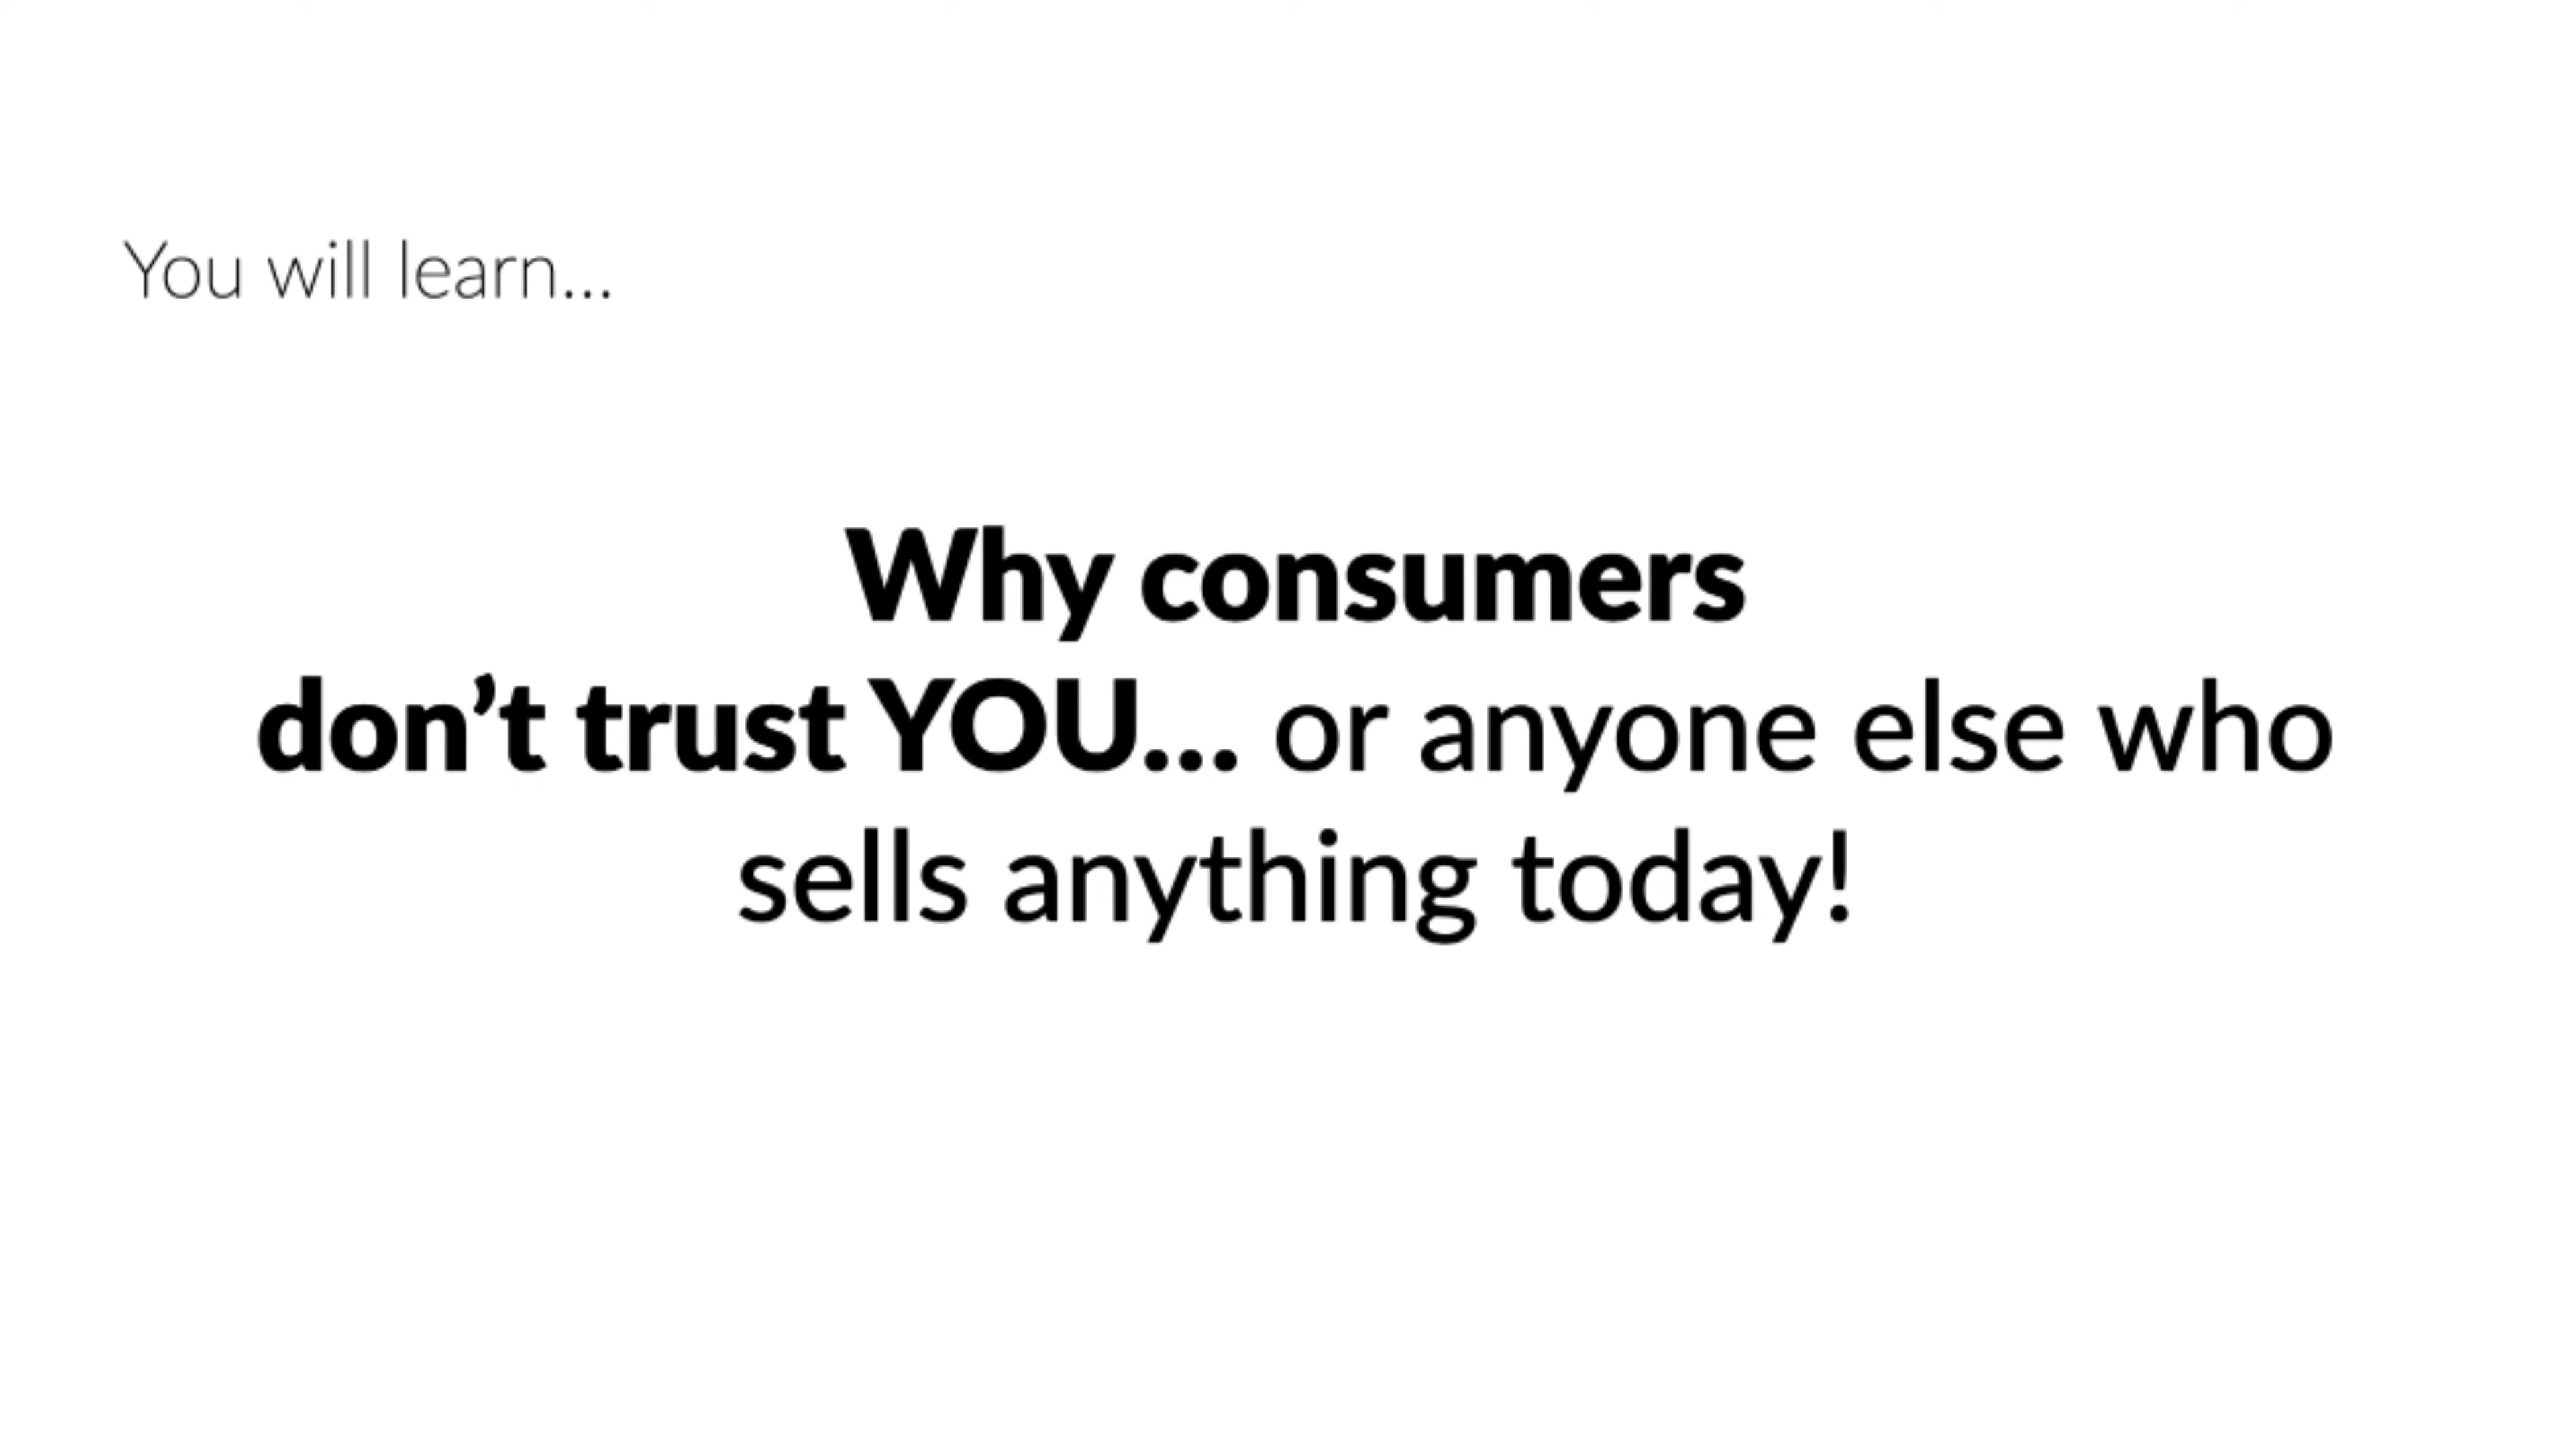 You will learn...
Why consumers
don’t trust YOU... or anyone else who
sells anything today!